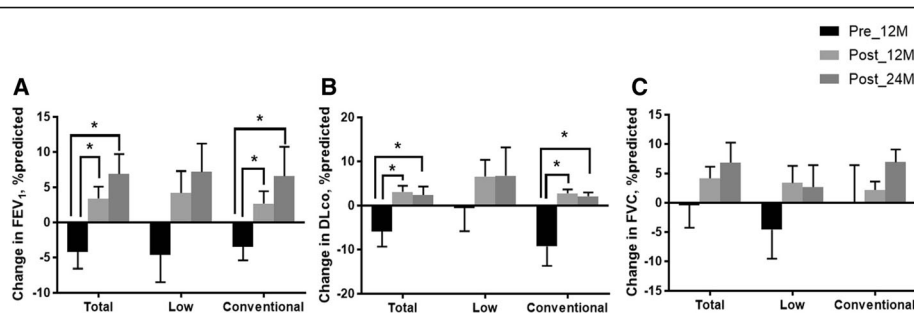 Pre_12M
Post_12M
Post_24M
A
B
C
Change in FEV1, %predicted
15
10
5
0
-5
-10
* * * *
Total Low Conventional
Change in DLco, %predicted
20
10
0
-10
-20
* * * *
Total Low Conventional
Change in FVC, %predicted
15
10
5
0
-5
-10
-15
Total Low Conventional